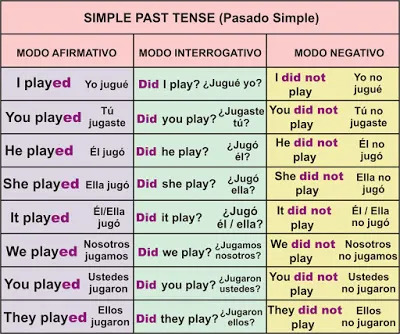 SIMPLE PAST TENSE (Pasado Simple)
MODO AFIRMATIVO MODO INTERROGATIVO MODO NEGATIVO
I played Yo jugué Did I play? ¿Jugué yo? I did not play Yo no jugué
You played Tú jugaste Did you play? ¿Jugaste tú? You did not play Tú no jugaste
He played Él jugó Did he play? ¿Jugó él? He did not play Él no jugó
She played Ella jugó Did she play? ¿Jugó ella? She did not play Ella no jugó
It played Él/Ella jugó Did it play? ¿Jugó él / ella? It did not play Él / Ella no jugó
We played Nosotros jugamos Did we play? ¿Jugamos nosotros? We did not play Nosotros no jugamos
You played Ustedes jugaron Did you play? ¿Jugaron ustedes? You did not play Ustedes no jugaron
They played Ellos jugaron Did they play? ¿Jugaron ellos? They did not play Ellos no jugaron